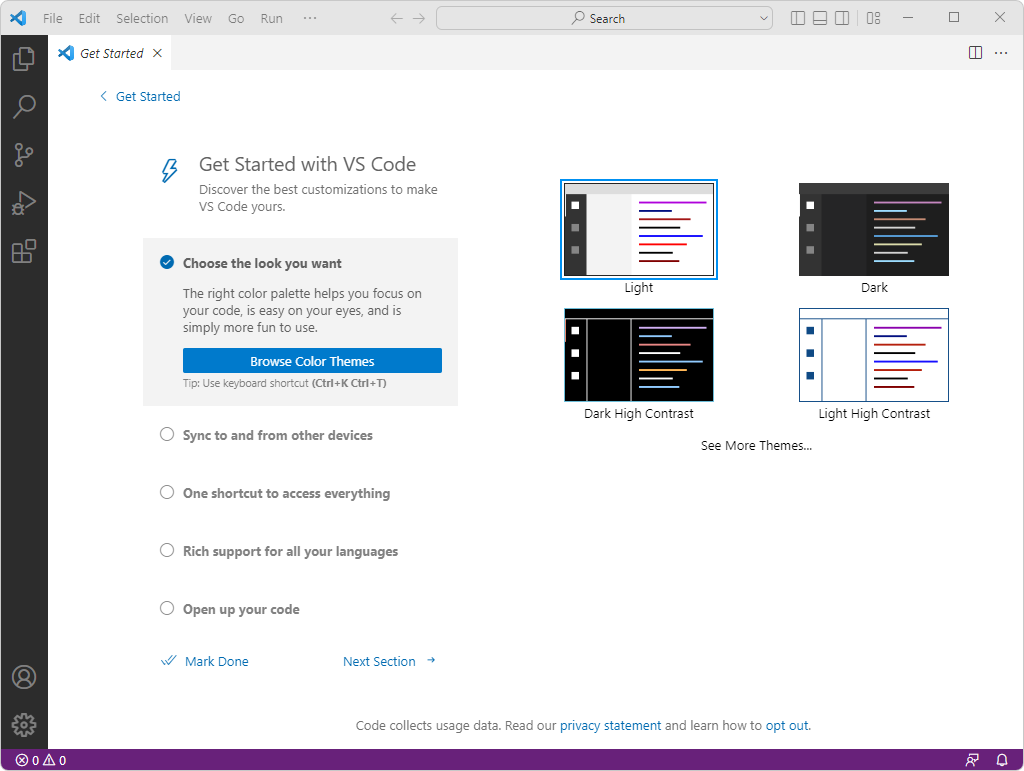 File Edit Selection View Go Run ···
Search
Get Started
Get Started
Get Started with VS Code
Discover the best customizations to make
VS Code yours.
Choose the look you want
The right color palette helps you focus on
your code, is easy on your eyes, and is
simply more fun to use.
Browse Color Themes
Tip: Use keyboard shortcut (Ctrl+K Ctrl+T)
Sync to and from other devices
One shortcut to access everything
Rich support for all your languages
Open up your code
Mark Done
Next Section
Light
Dark
Dark High Contrast
Light High Contrast
See More Themes...
Code collects usage data. Read our privacy statement and learn how to opt out.
0 0